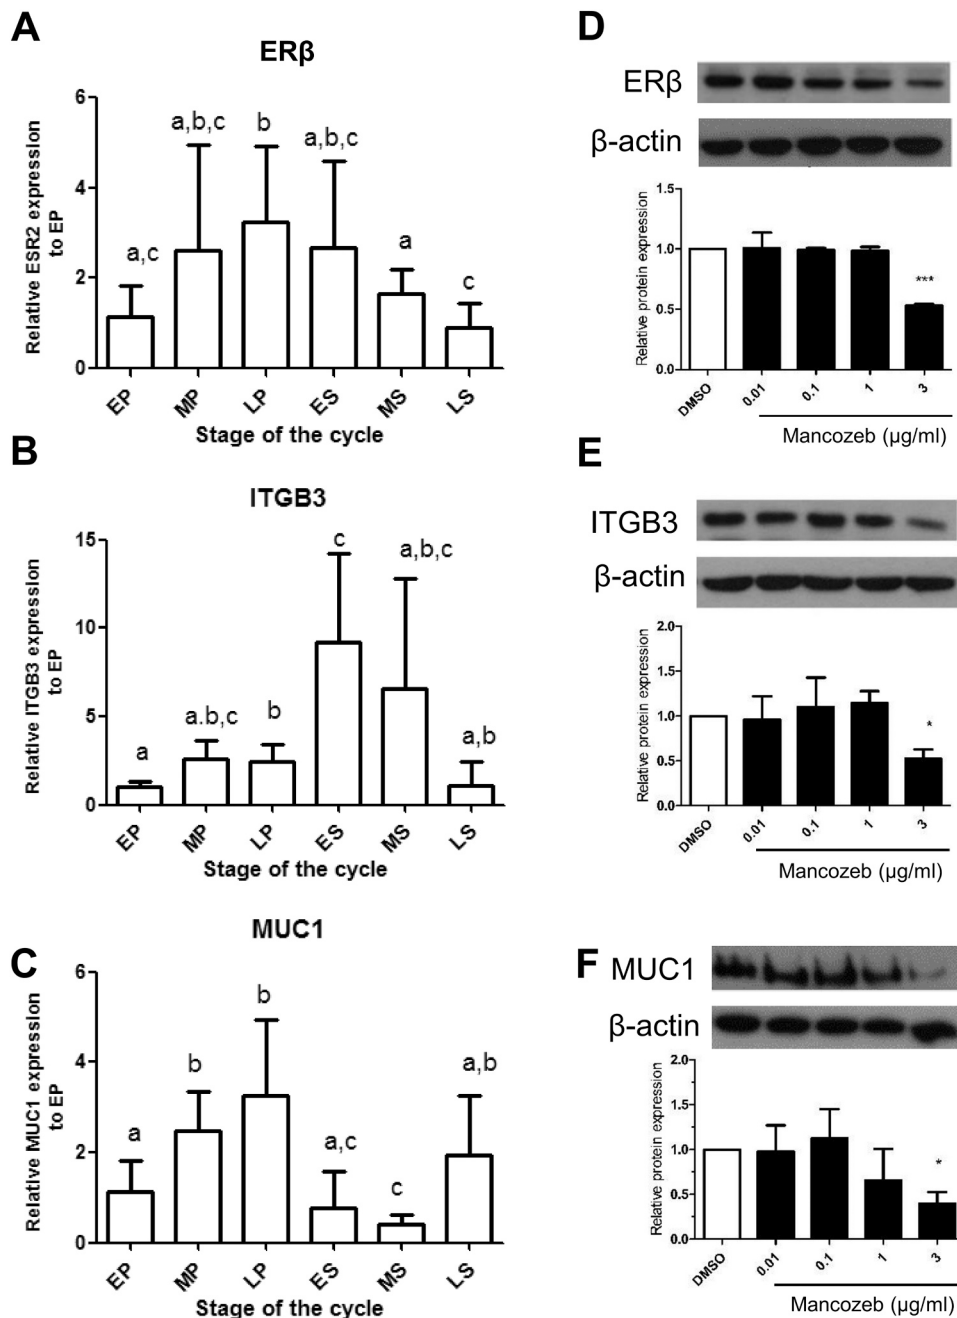 A
ERβ
Relative ESR2 expression
to EP
6
4
2
0
a,c
a,b,c
b
a,b,c
a
c
EP
MP
LP
ES
MS
LS
Stage of the cycle
B
ITGB3
Relative ITGB3 expression
to EP
15
10
5
0
a
a.b,c
b
c
a,b,c
a,b
EP
MP
LP
ES
MS
LS
Stage of the cycle
C
MUC1
Relative MUC1 expression
to EP
6
4
2
0
a
b
b
a,c
c
a,b
EP
MP
LP
ES
MS
LS
Stage of the cycle
D
ERβ
β-actin
Relative protein expression
1.5
1.0
0.5
0.0
***
DMSO
0.01
0.1
1
3
Mancozeb (µg/ml)
E
ITGB3
β-actin
Relative protein expression
2.0
1.5
1.0
0.5
0.0
*
DMSO
0.01
0.1
1
3
Mancozeb (µg/ml)
F
MUC1
β-actin
Relative protein expression
2.0
1.5
1.0
0.5
0.0
*
DMSO
0.01
0.1
1
3
Mancozeb (µg/ml)